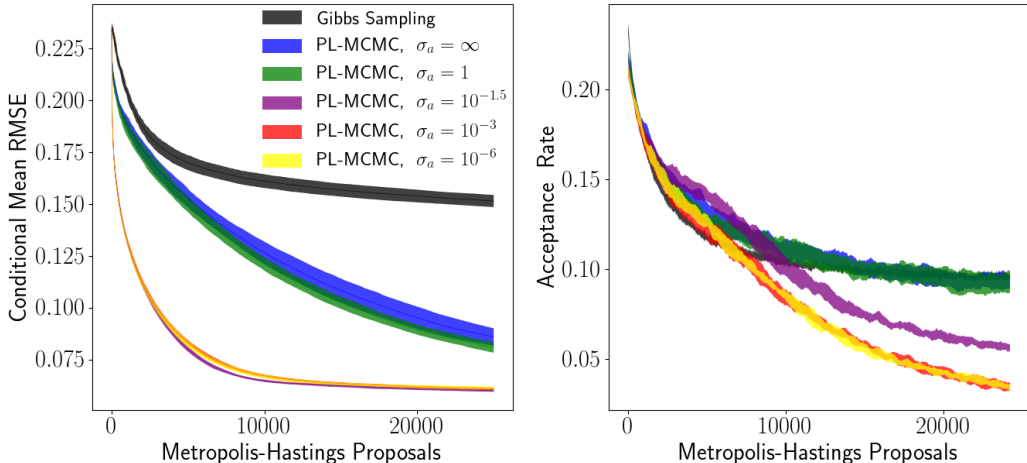 Gibbs Sampling
PL-MCMC, σ_a = ∞
PL-MCMC, σ_a = 1
PL-MCMC, σ_a = 10^{-1.5}
PL-MCMC, σ_a = 10^{-3}
PL-MCMC, σ_a = 10^{-6}
Conditional Mean RMSE
0.225
0.200
0.175
0.150
0.125
0.100
0.075
0
10000
20000
Metropolis-Hastings Proposals
Acceptance Rate
0.20
0.15
0.10
0.05
0
10000
20000
Metropolis-Hastings Proposals